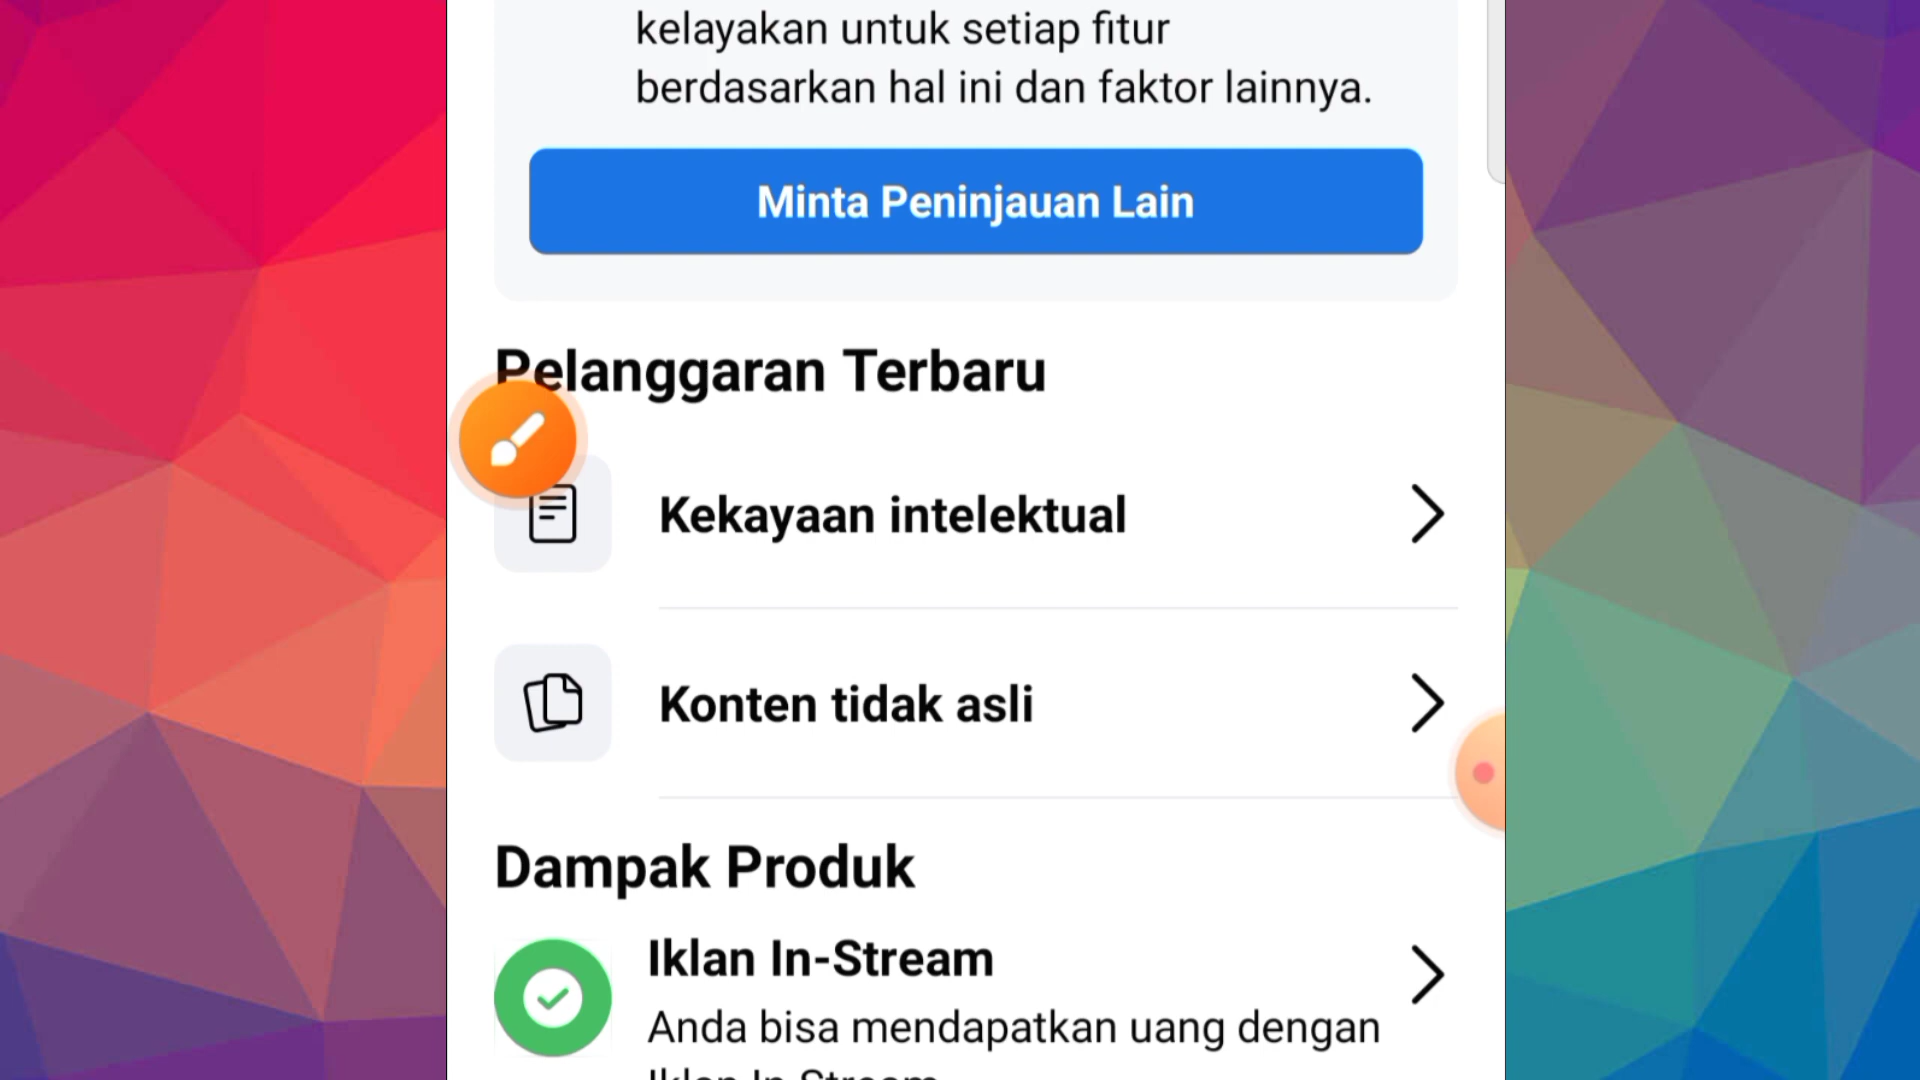 kelayakan untuk setiap fitur
berdasarkan hal ini dan faktor lainnya.
Minta Peninjauan Lain
Pelanggaran Terbaru
Kekayaan intelektual
Konten tidak asli
Dampak Produk
Iklan In-Stream
Anda bisa mendapatkan uang dengan
Iklan In-Stream